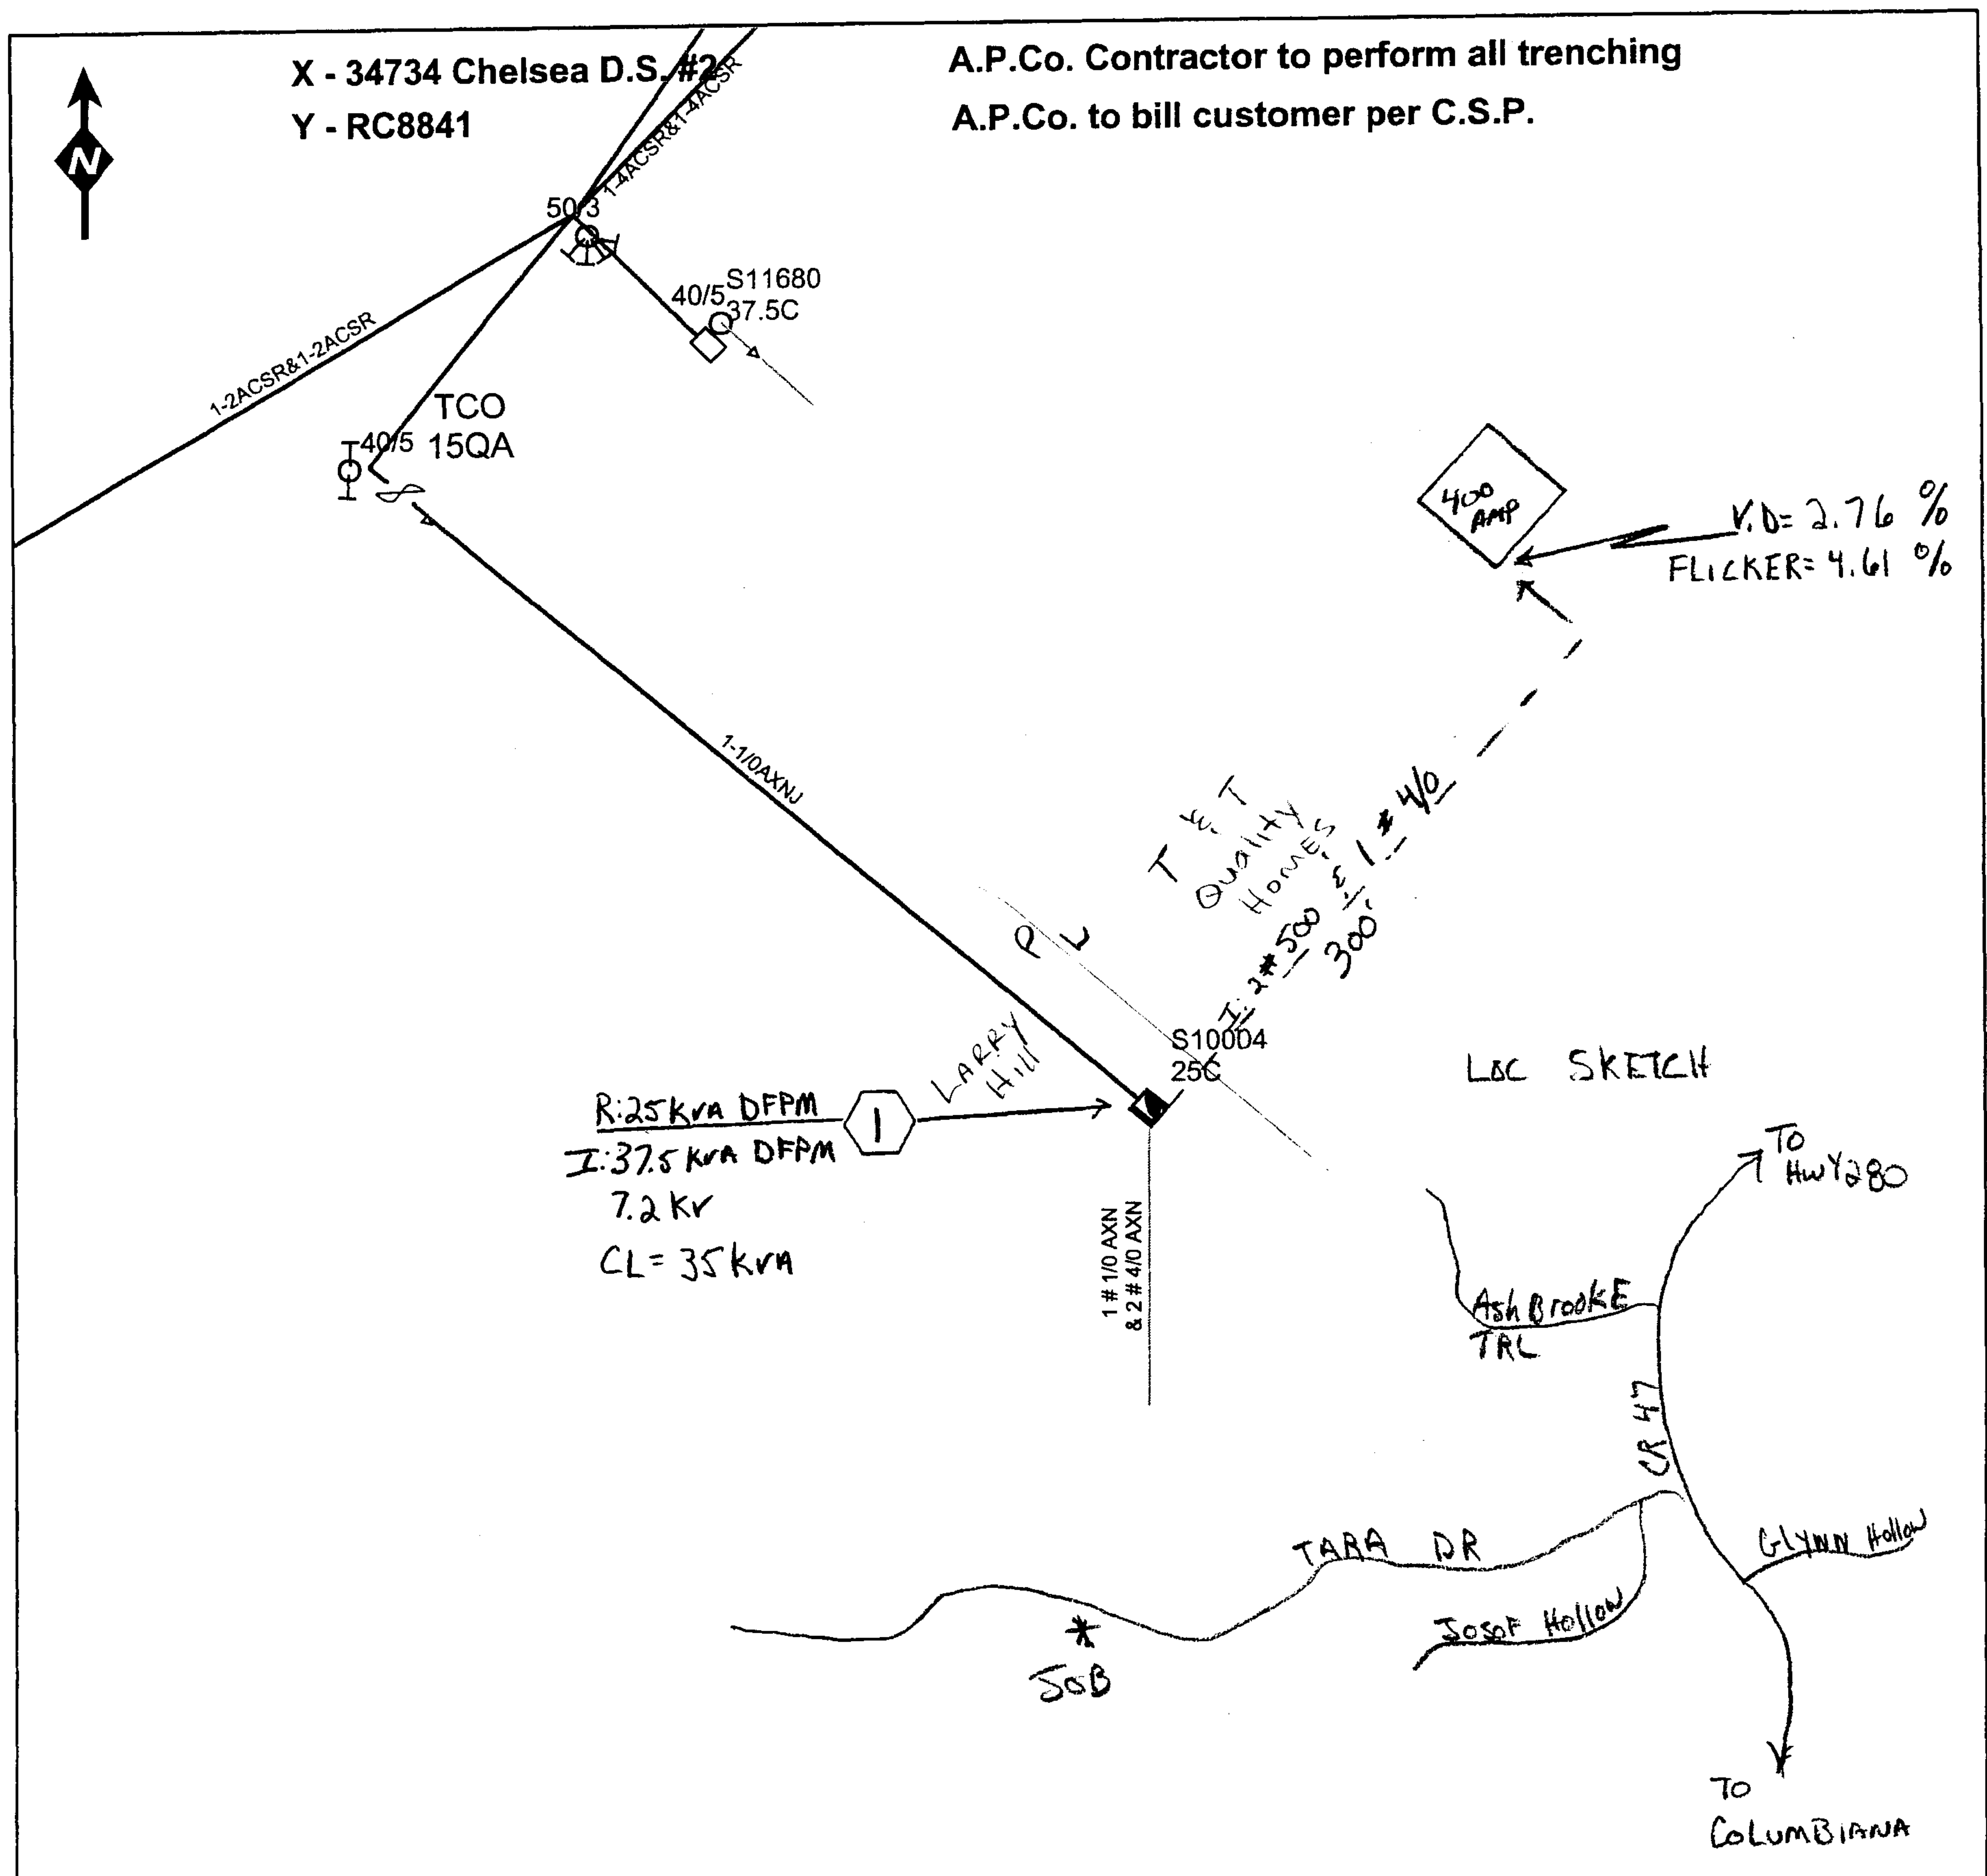 X - 34734 Chelsea D.S. #2
Y - RC8841
A.P.Co. Contractor to perform all trenching
A.P.Co. to bill customer per C.S.P.
N
1-4ACSR&1-4ACSR
50/3
40/5
S11680
37.5C
1-2ACSR&1-2ACSR
TCO
15QA
40/5
400
AMP
V.D= 2.76 %
FLICKER= 4.61 %
1-1/0AXNJ
T & T
Quality
Homes
I: 2 # 500 & 1 # 4/0
300'
P L
S10004
25C
LARRY
Hill
R:25 KVA DFPM
I:37.5 KVA DFPM
7.2 KV
CL= 35 KVA
1
1 # 1/0 AXN
& 2 # 4/0 AXN
LOC SKETCH
TO
HWY280
AshBrookE
TRL
CR 47
TARA DR
GLYNN Hollow
JOSOF Hollow
*
JOB
TO
COLUMBIANA